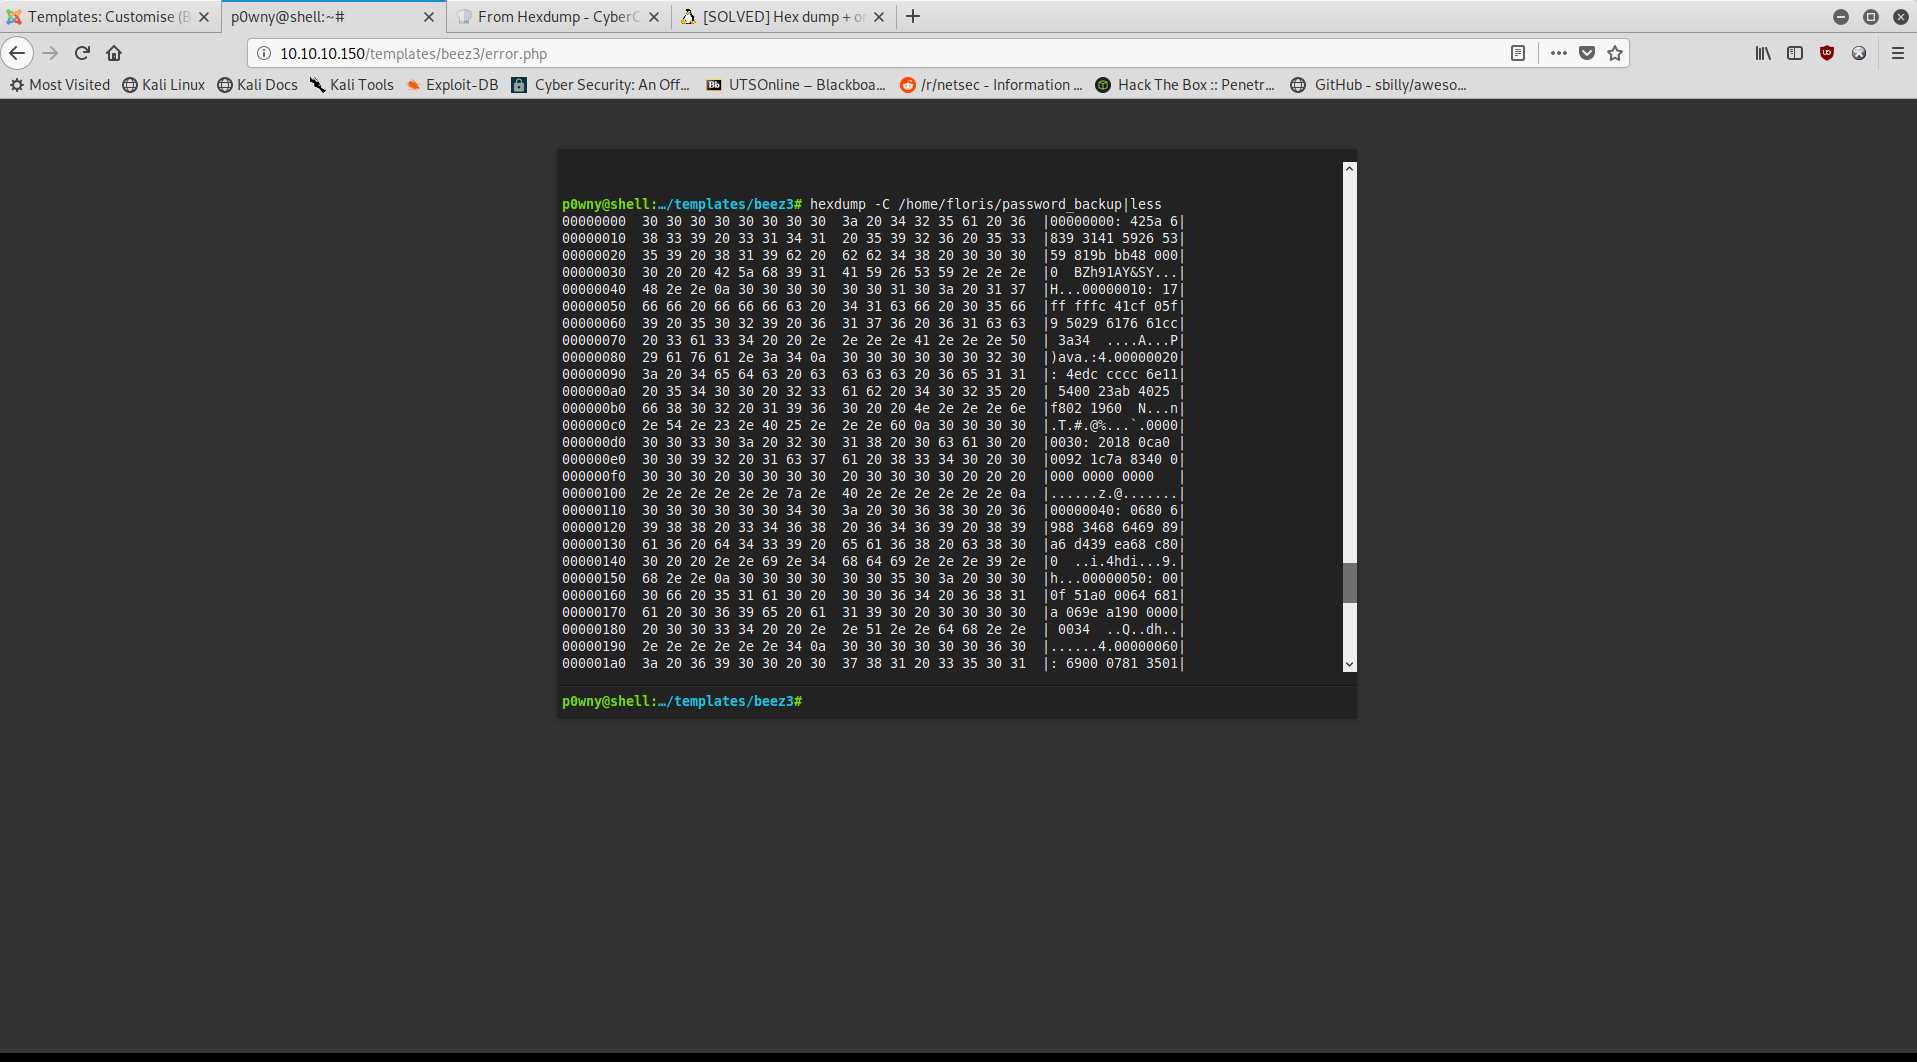 Templates: Customise (B
p0wny@shell:~#
From Hexdump - CyberC
[SOLVED] Hex dump + or
10.10.10.150/templates/beez3/error.php
Most Visited Kali Linux Kali Docs Kali Tools Exploit-DB Cyber Security: An Off... UTSOnline – Blackboa... /r/netsec - Information ... Hack The Box :: Penetr... GitHub - sbilly/aweso...
p0wny@shell:…/templates/beez3# hexdump -C /home/floris/password_backup|less
00000000  30 30 30 30 30 30 30 30  3a 20 34 32 35 61 20 36  |00000000: 425a 6|
00000010  38 33 39 20 33 31 34 31  20 35 39 32 36 20 35 33  |839 3141 5926 53|
00000020  35 39 20 38 31 39 62 20  62 62 34 38 20 30 30 30  |59 819b bb48 000|
00000030  30 20 20 42 5a 68 39 31  41 59 26 53 59 2e 2e 2e  |0  BZh91AY&SY...|
00000040  48 2e 2e 0a 30 30 30 30  30 30 31 30 3a 20 31 37  |H...00000010: 17|
00000050  66 66 20 66 66 66 63 20  34 31 63 66 20 30 35 66  |ff fffc 41cf 05f|
00000060  39 20 35 30 32 39 20 36  31 37 36 20 36 31 63 63  |9 5029 6176 61cc|
00000070  20 33 61 33 34 20 20 2e  2e 2e 2e 41 2e 2e 2e 50  | 3a34  ....A...P|
00000080  29 61 76 61 2e 3a 34 0a  30 30 30 30 30 30 32 30  |)ava.:4.00000020|
00000090  3a 20 34 65 64 63 20 63  63 63 63 20 36 65 31 31  |: 4edc cccc 6e11|
000000a0  20 35 34 30 30 20 32 33  61 62 20 34 30 32 35 20  | 5400 23ab 4025 |
000000b0  66 38 30 32 20 31 39 36  30 20 20 4e 2e 2e 2e 6e  |f802 1960  N...n|
000000c0  2e 54 2e 23 2e 40 25 2e  2e 2e 60 0a 30 30 30 30  |.T.#.@%...`.0000|
000000d0  30 30 33 30 3a 20 32 30  31 38 20 30 63 61 30 20  |0030: 2018 0ca0 |
000000e0  30 30 39 32 20 31 63 37  61 20 38 33 34 30 20 30  |0092 1c7a 8340 0|
000000f0  30 30 30 20 30 30 30 30  20 30 30 30 30 20 20 20  |000 0000 0000   |
00000100  2e 2e 2e 2e 2e 2e 7a 2e  40 2e 2e 2e 2e 2e 2e 0a  |......z.@.......|
00000110  30 30 30 30 30 30 34 30  3a 20 30 36 38 30 20 36  |00000040: 0680 6|
00000120  39 38 38 20 33 34 36 38  20 36 34 36 39 20 38 39  |988 3468 6469 89|
00000130  61 36 20 64 34 33 39 20  65 61 36 38 20 63 38 30  |a6 d439 ea68 c80|
00000140  30 20 20 2e 2e 69 2e 34  68 64 69 2e 2e 2e 39 2e  |0  ..i.4hdi...9.|
00000150  68 2e 2e 0a 30 30 30 30  30 30 35 30 3a 20 30 30  |h...00000050: 00|
00000160  30 66 20 35 31 61 30 20  30 30 36 34 20 36 38 31  |0f 51a0 0064 681|
00000170  61 20 30 36 39 65 20 61  31 39 30 20 30 30 30 30  |a 069e a190 0000|
00000180  20 30 30 33 34 20 20 2e  2e 51 2e 2e 64 68 2e 2e  | 0034  ..Q..dh..|
00000190  2e 2e 2e 2e 2e 2e 34 0a  30 30 30 30 30 30 36 30  |......4.00000060|
000001a0  3a 20 36 39 30 30 20 30  37 38 31 20 33 35 30 31  |: 6900 0781 3501|
p0wny@shell:…/templates/beez3#